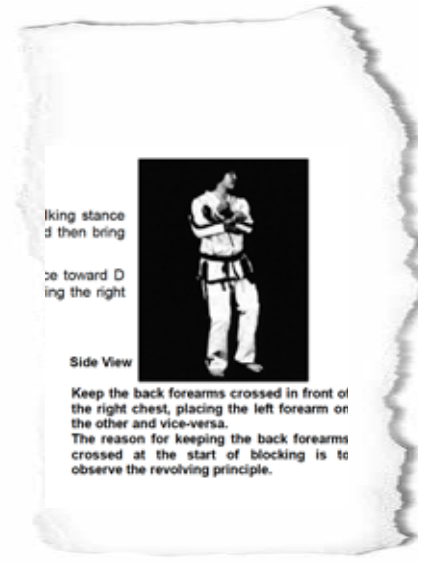 lking stance
d then bring
ce toward D
ing the right
Side View
Keep the back forearms crossed in front of
the right chest, placing the left forearm on
the other and vice-versa.
The reason for keeping the back forearms
crossed at the start of blocking is to
observe the revolving principle.